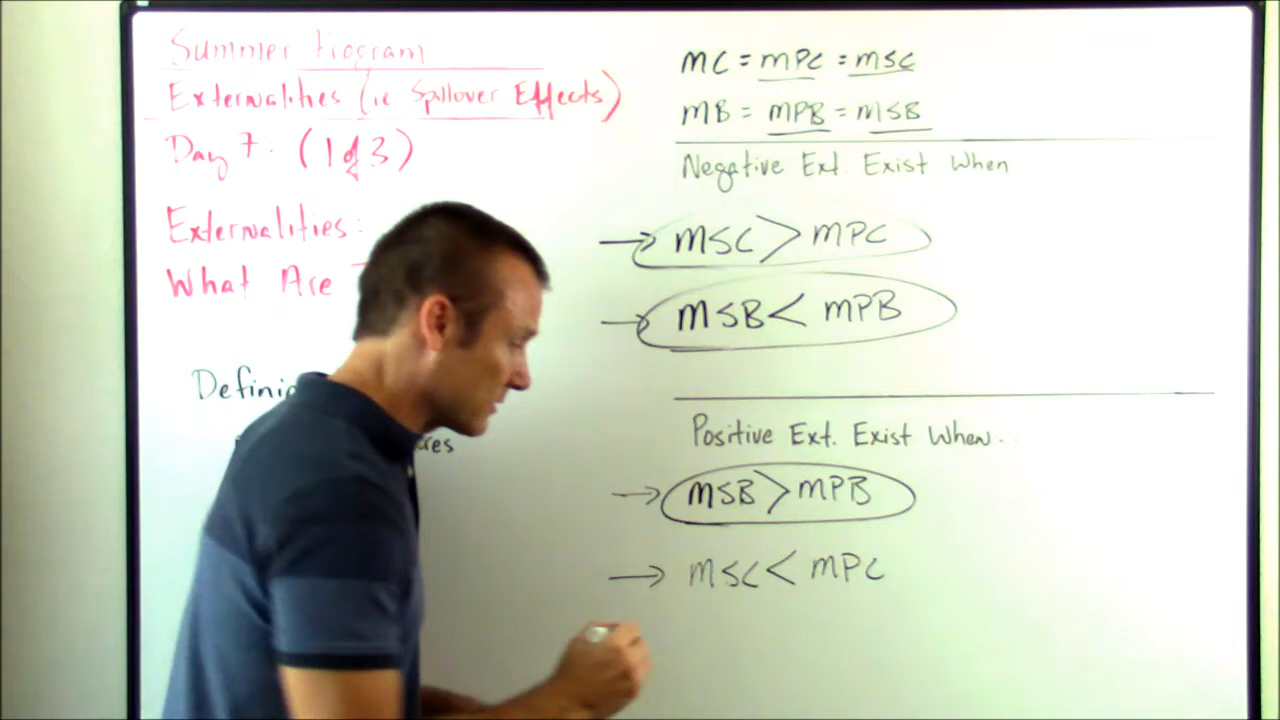 Summer Program
Externalities (ie Spillover Effects)
Day 7: (1 of 3)
Externalities:
What Are
MC = MPC = MSC
MB = MPB = MSB
Negative Ext. Exist When
→ MSC > MPC
→ MSB < MPB
Positive Ext. Exist When...
→ MSB > MPB
→ MSC < MPC